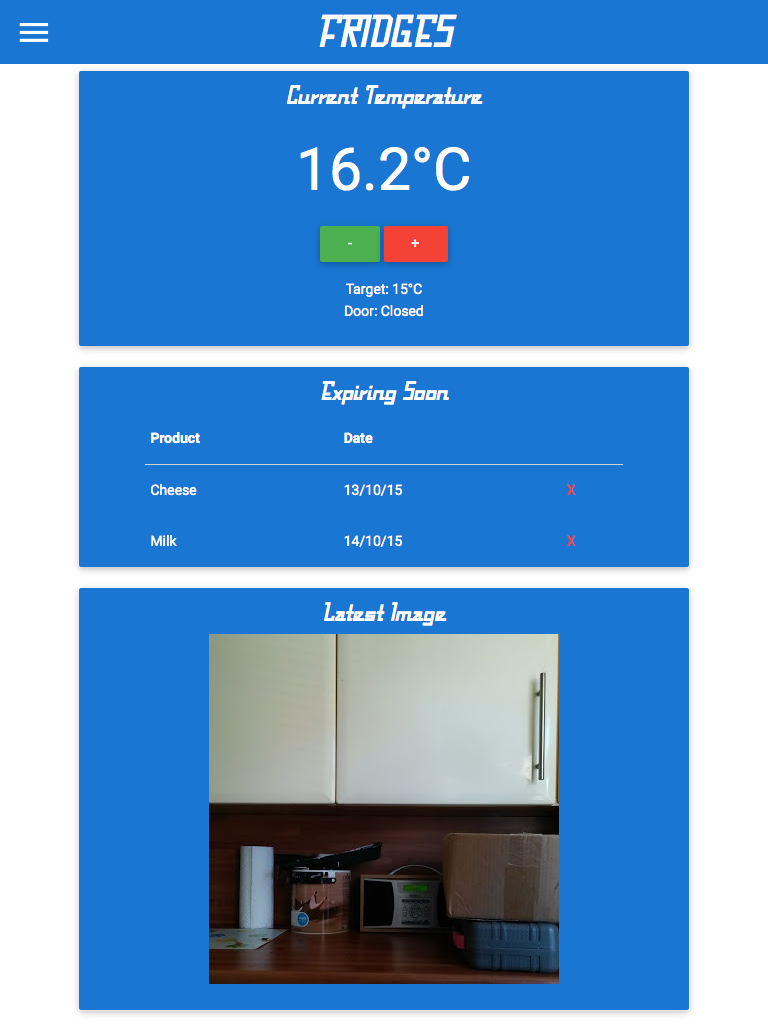 FRIDGES
Current Temperature
16.2°C
- +
Target: 15°C
Door: Closed
Expiring Soon
Product Date
Cheese 13/10/15 X
Milk 14/10/15 X
Latest Image